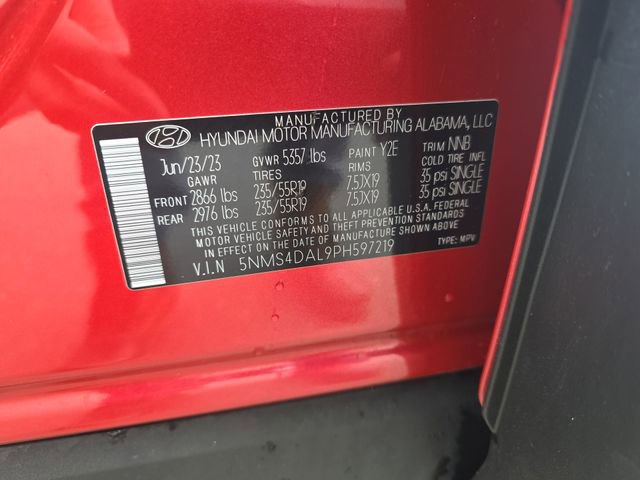 MANUFACTURED BY
HYUNDAI MOTOR MANUFACTURING ALABAMA, LLC
Jun/23/23 GVWR 5357 lbs PAINT Y2E TRIM NNB
GAWR TIRES RIMS COLD TIRE INFL
FRONT 2866 lbs 235/55R19 7.5JX19 35 psi SINGLE
REAR 2976 lbs 235/55R19 7.5JX19 35 psi SINGLE
THIS VEHICLE CONFORMS TO ALL APPLICABLE U.S.A. FEDERAL
MOTOR VEHICLE SAFETY AND THEFT PREVENTION STANDARDS
IN EFFECT ON THE DATE OF MANUFACTURE SHOWN ABOVE.
V.I.N 5NMS4DAL9PH597219 TYPE: MPV